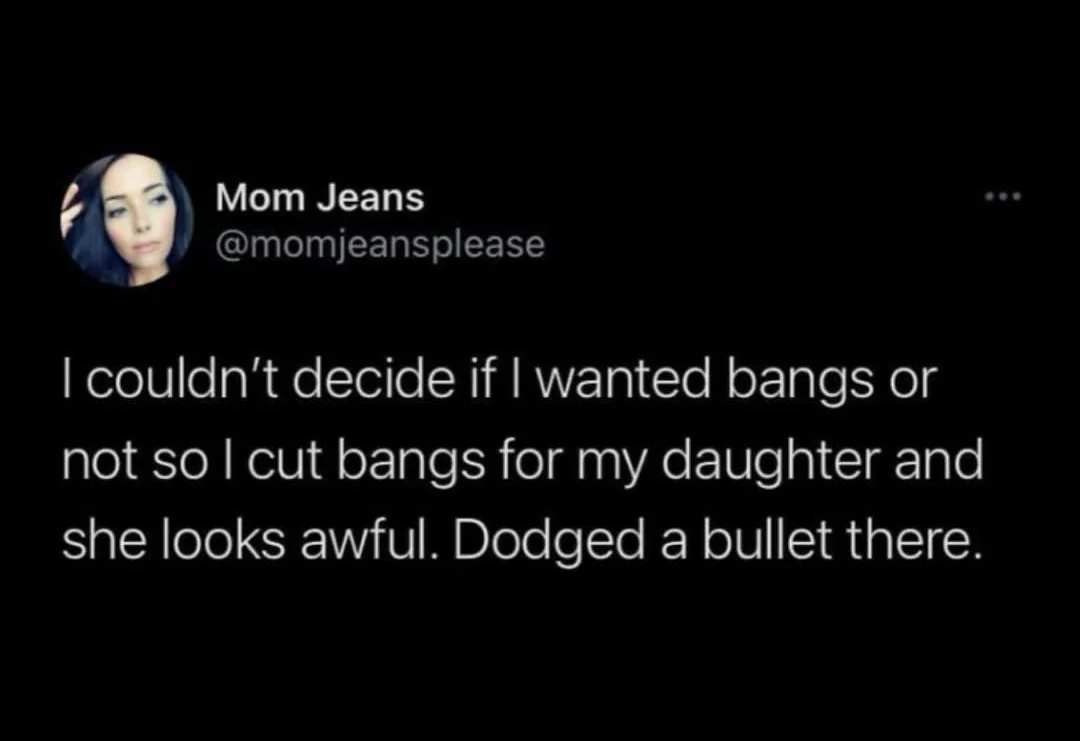 Mom Jeans
@momjeansplease
I couldn’t decide if I wanted bangs or
not so I cut bangs for my daughter and
she looks awful. Dodged a bullet there.